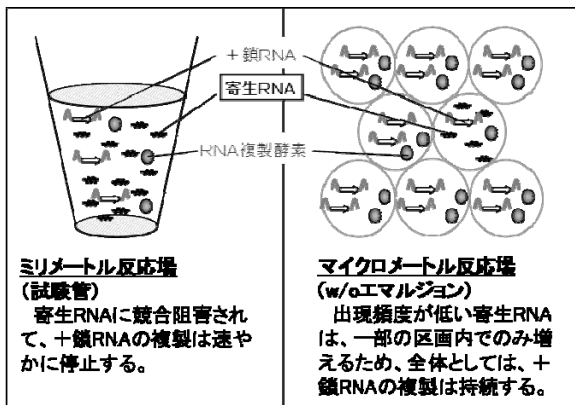 ＋鎖RNA
寄生RNA
RNA複製酵素
ミリメートル反応場
(試験管)
寄生RNAに競合阻害され
て、＋鎖RNAの複製は速や
かに停止する。
マイクロメートル反応場
(w/oエマルジョン)
出現頻度が低い寄生RNA
は、一部の区画内でのみ増
えるため、全体としては、＋
鎖RNAの複製は持続する。